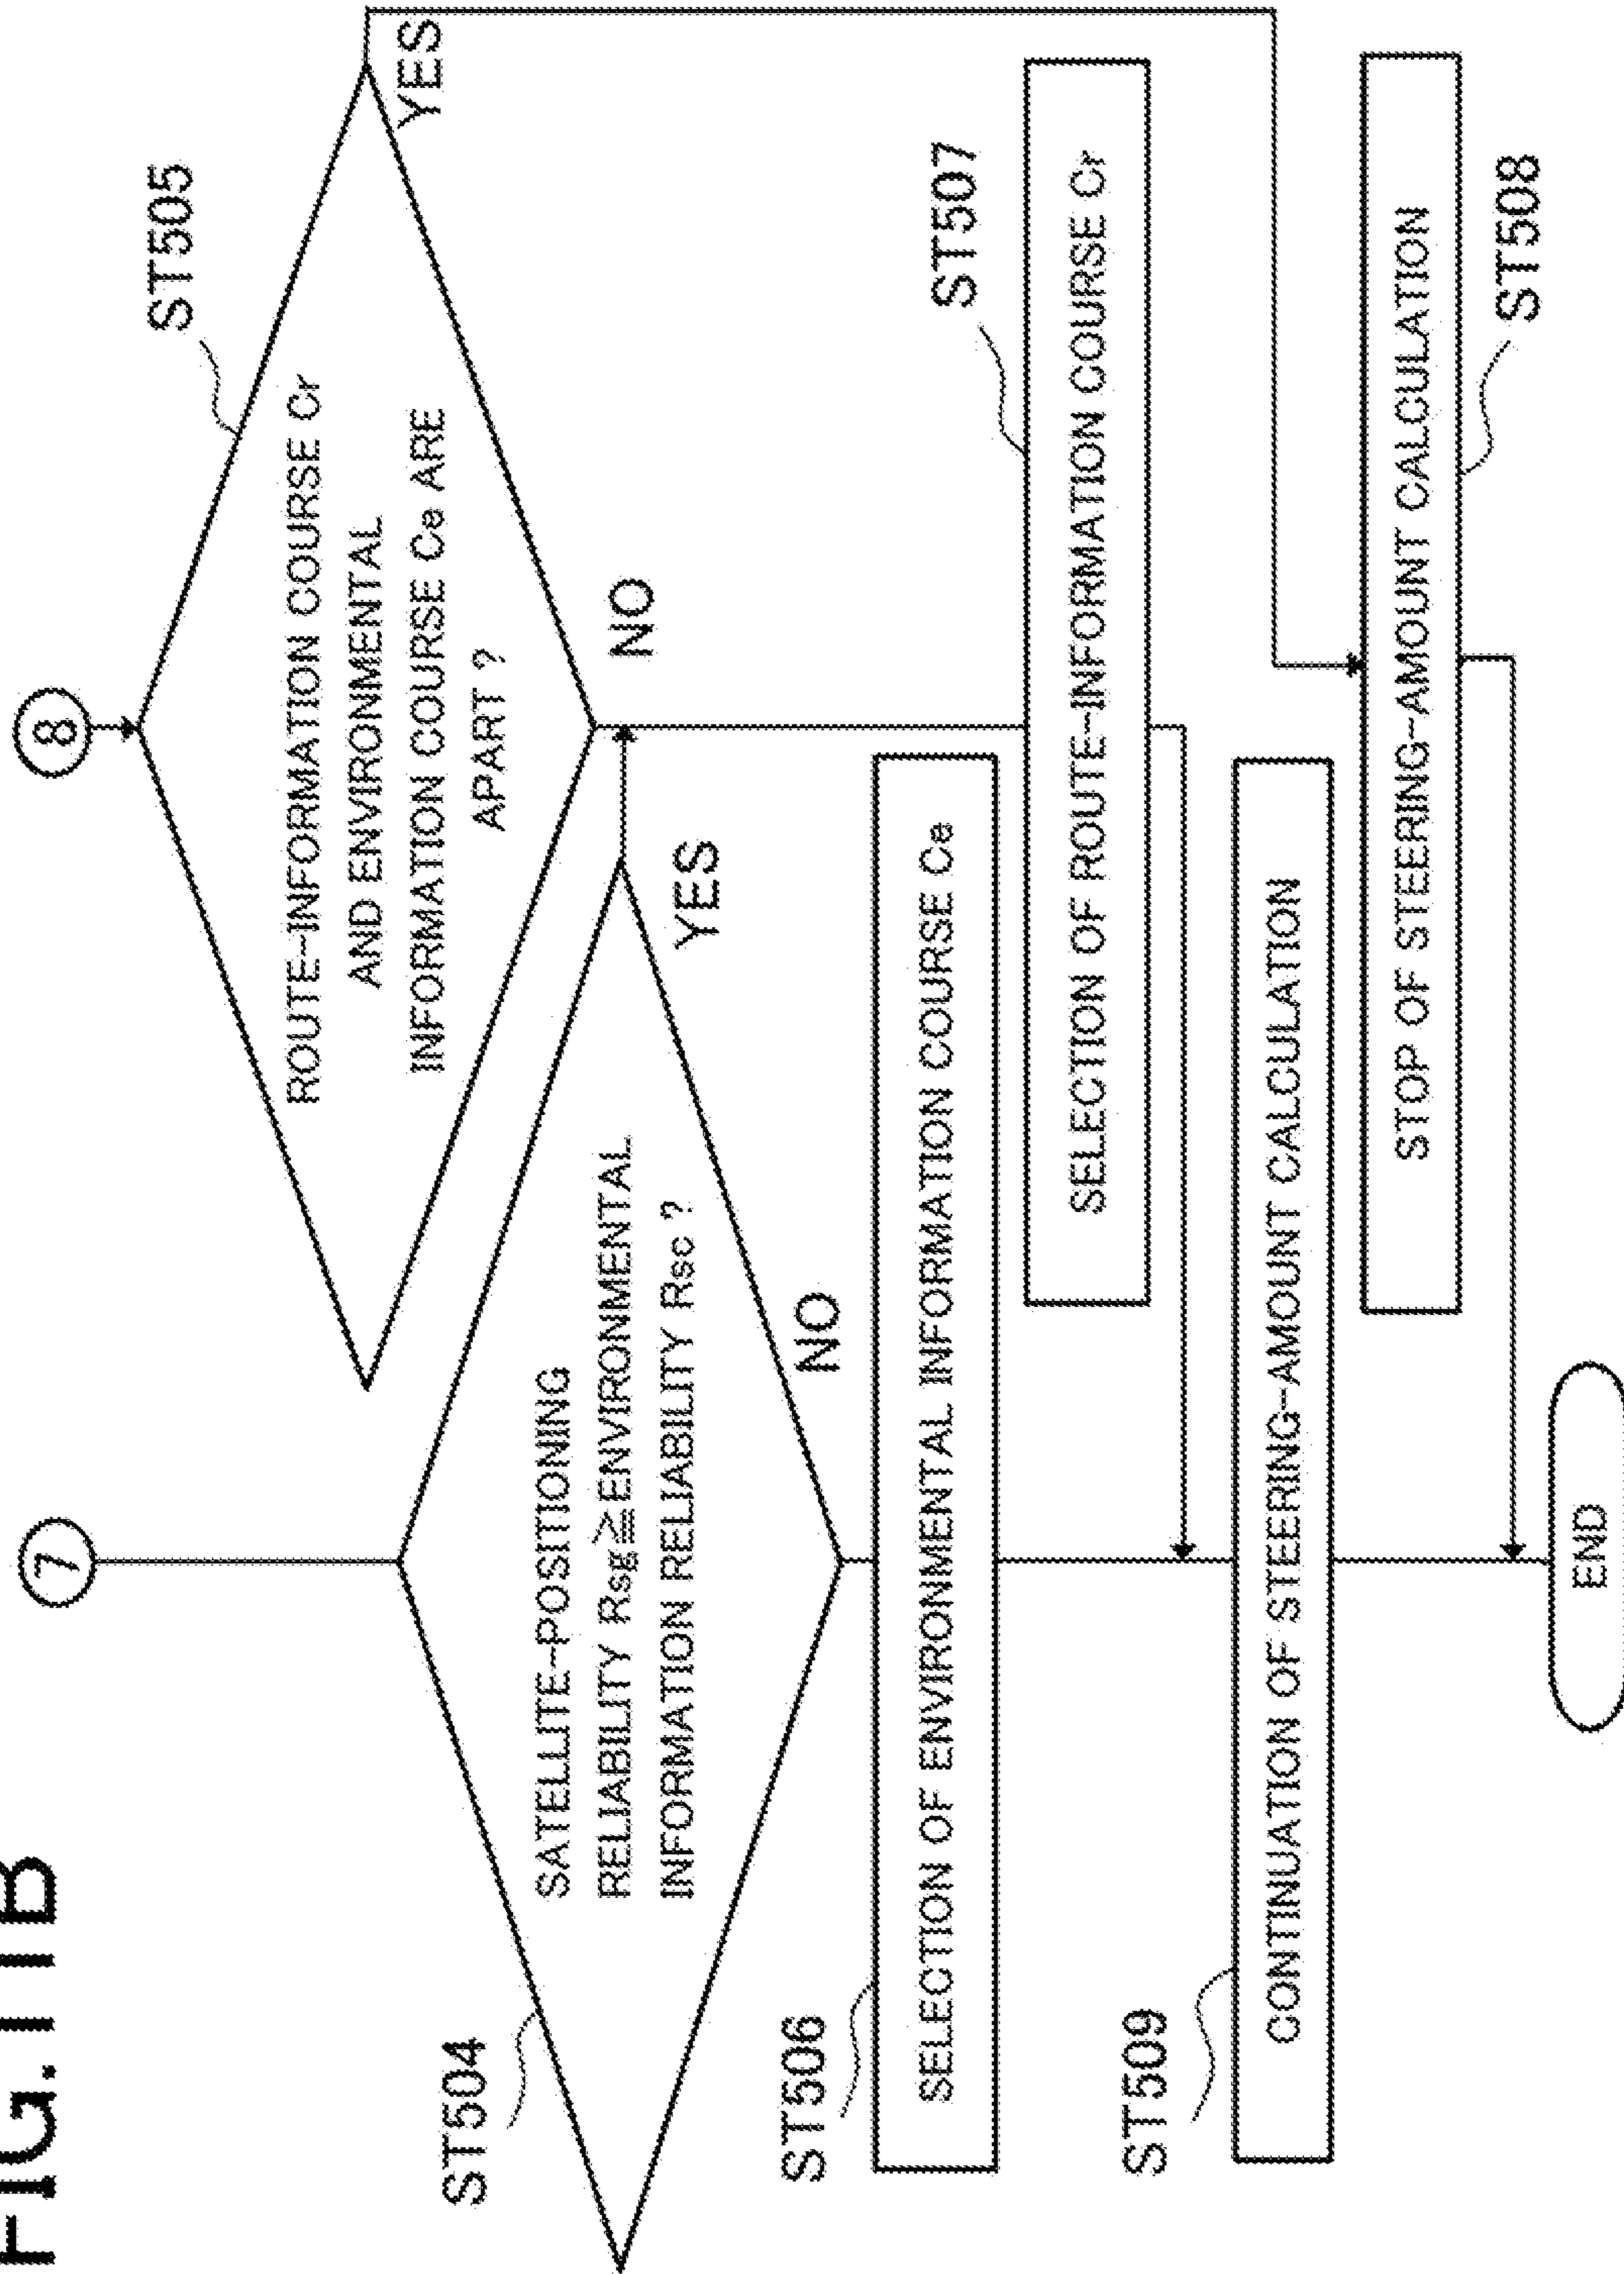 FIG. 11B
7
8
ST504
SATELLITE-POSITIONING
RELIABILITY Rsg≧ENVIRONMENTAL
INFORMATION RELIABILITY Rsc ?
YES
NO
ST505
ROUTE-INFORMATION COURSE Cr
AND ENVIRONMENTAL
INFORMATION COURSE Ce ARE
APART ?
YES
NO
ST506
SELECTION OF ENVIRONMENTAL INFORMATION COURSE Ce
ST507
SELECTION OF ROUTE-INFORMATION COURSE Cr
ST509
CONTINUATION OF STEERING-AMOUNT CALCULATION
STOP OF STEERING-AMOUNT CALCULATION
ST508
END